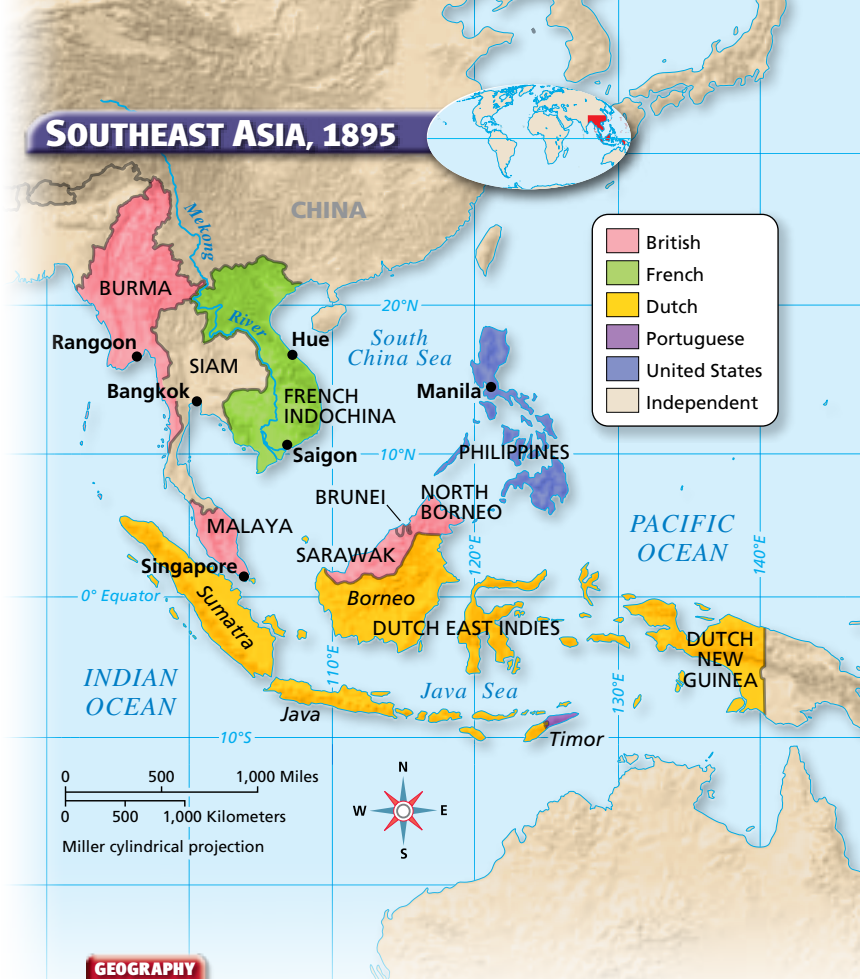 SOUTHEAST ASIA, 1895
CHINA
Mekong
River
British
French
Dutch
Portuguese
United States
Independent
BURMA
20°N
Rangoon
Hue
South
China Sea
SIAM
Bangkok
FRENCH
INDOCHINA
Manila
Saigon
10°N
PHILIPPINES
BRUNEI
NORTH
BORNEO
MALAYA
SARAWAK
PACIFIC
OCEAN
120°E
140°E
Singapore
0° Equator
Sumatra
Borneo
DUTCH EAST INDIES
DUTCH
NEW
GUINEA
INDIAN
OCEAN
110°E
Java Sea
130°E
Java
Timor
10°S
0 500 1,000 Miles
0 500 1,000 Kilometers
Miller cylindrical projection
N
W E
S
GEOGRAPHY